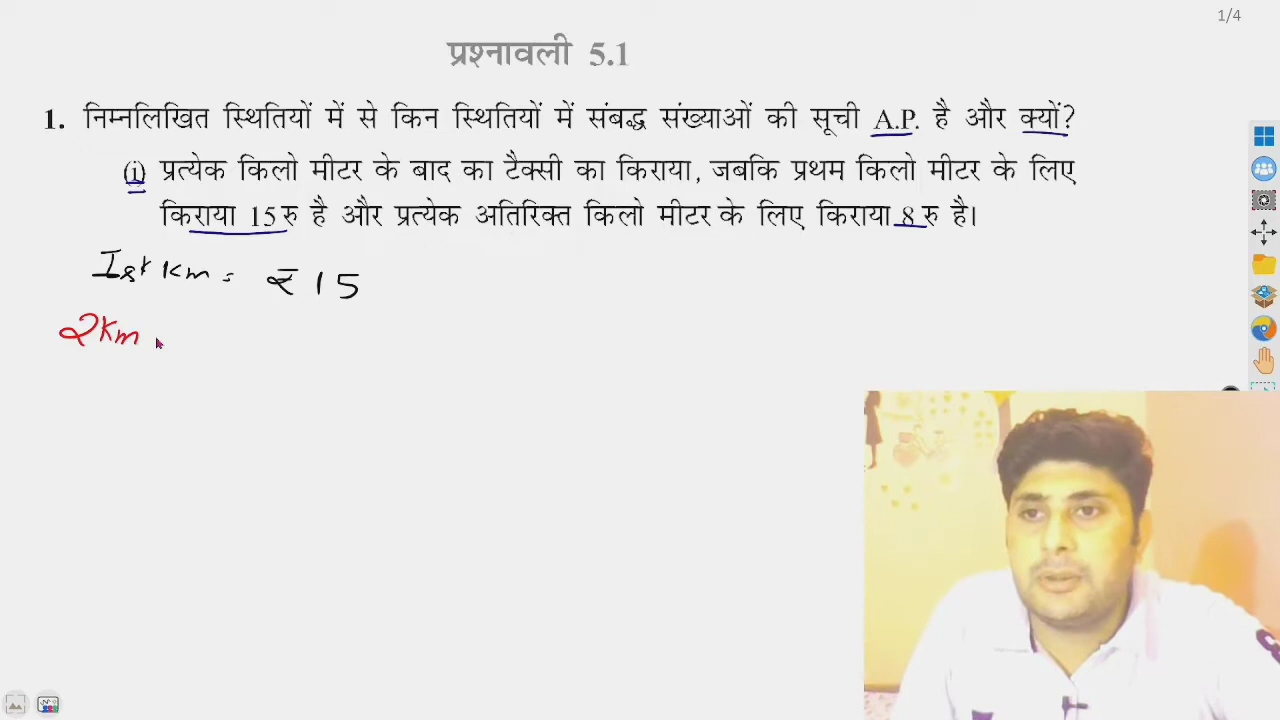 1/4
प्रश्नावली 5.1
1. निम्नलिखित स्थितियों में से किन स्थितियों में संबद्ध संख्याओं की सूची A.P. है और क्यों?
(i) प्रत्येक किलो मीटर के बाद का टैक्सी का किराया, जबकि प्रथम किलो मीटर के लिए
किराया 15 रु है और प्रत्येक अतिरिक्त किलो मीटर के लिए किराया 8 रु है।
Ist km = ₹ 15
2km